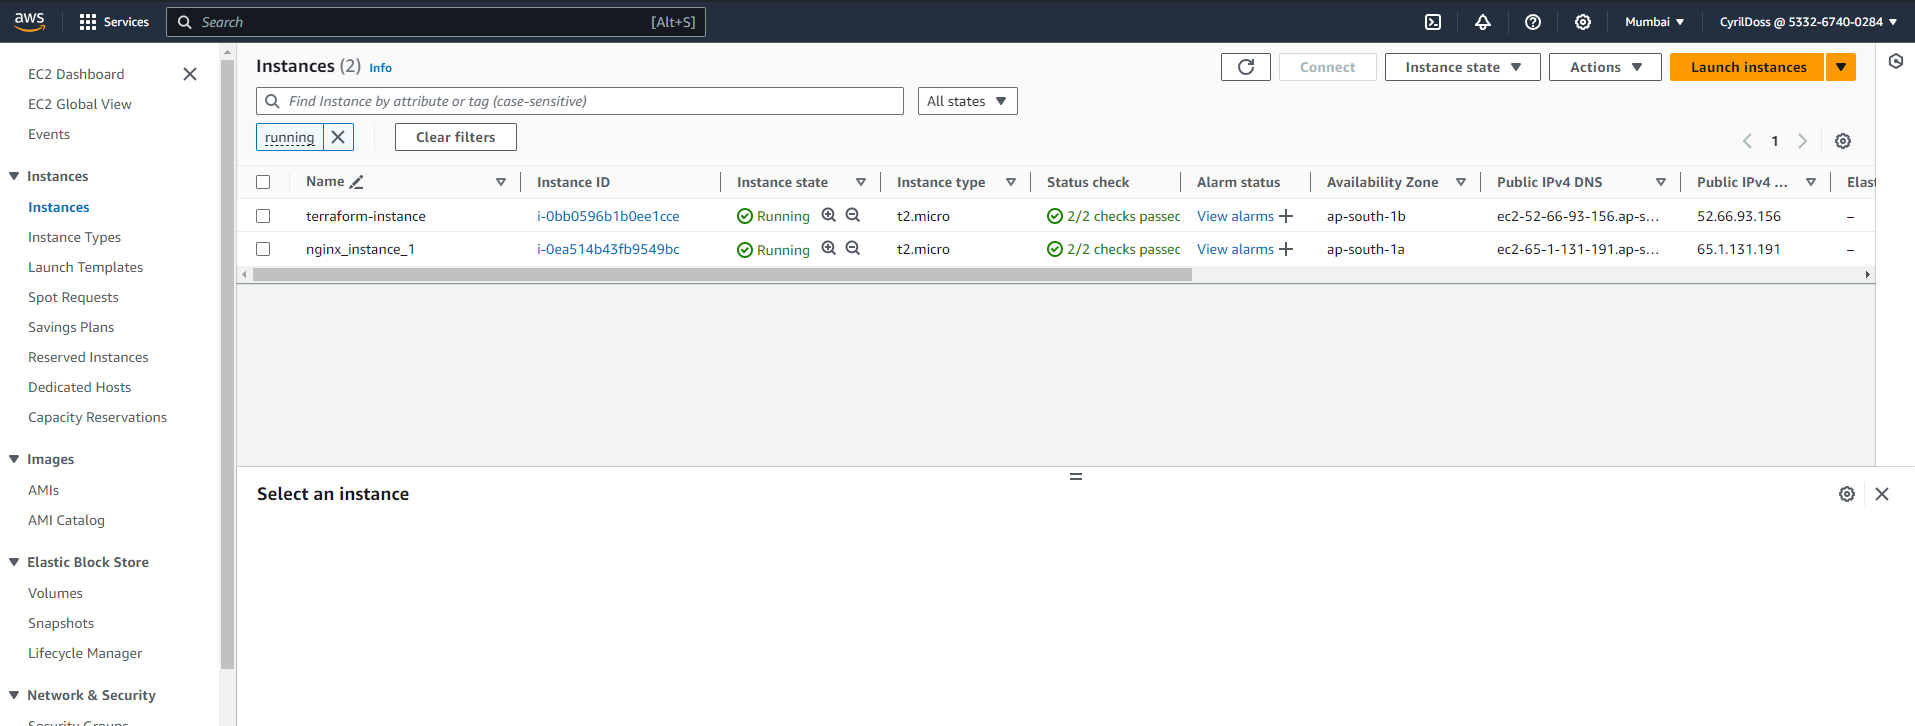 aws Services Search [Alt+S] Mumbai CyrilDoss @ 5332-6740-0284
EC2 Dashboard
EC2 Global View
Events
Instances
Instances
Instance Types
Launch Templates
Spot Requests
Savings Plans
Reserved Instances
Dedicated Hosts
Capacity Reservations
Images
AMIs
AMI Catalog
Elastic Block Store
Volumes
Snapshots
Lifecycle Manager
Network & Security
Security Groups
Instances (2) Info Connect Instance state Actions Launch instances
Find Instance by attribute or tag (case-sensitive) All states
running Clear filters 1
Name Instance ID Instance state Instance type Status check Alarm status Availability Zone Public IPv4 DNS Public IPv4 ... Elast
terraform-instance i-0bb0596b1b0ee1cce Running t2.micro 2/2 checks passed View alarms + ap-south-1b ec2-52-66-93-156.ap-s... 52.66.93.156 –
nginx_instance_1 i-0ea514b43fb9549bc Running t2.micro 2/2 checks passed View alarms + ap-south-1a ec2-65-1-131-191.ap-s... 65.1.131.191 –
Select an instance